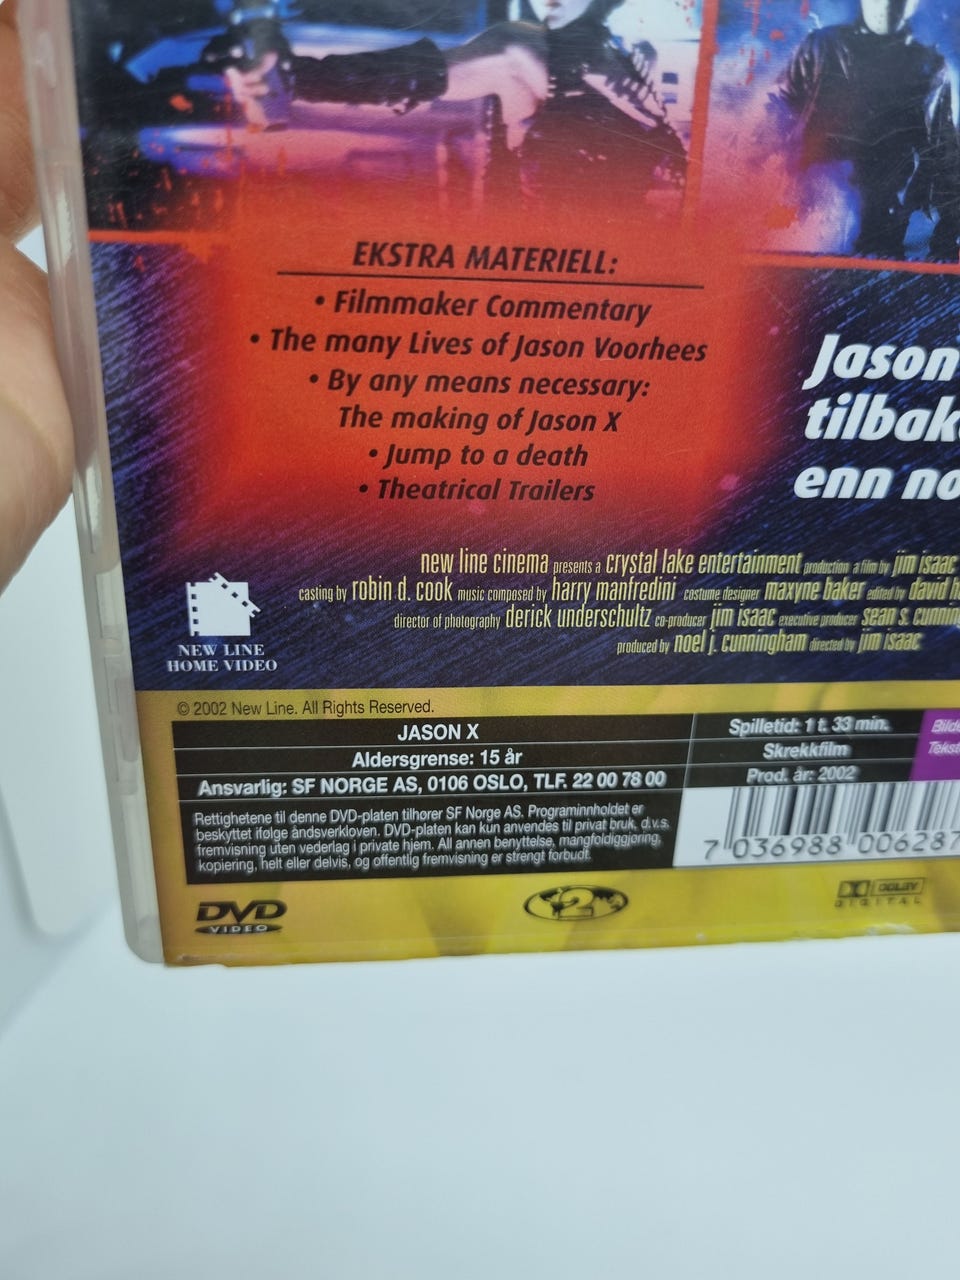 EKSTRA MATERIELL:
• Filmmaker Commentary
• The many Lives of Jason Voorhees
• By any means necessary:
The making of Jason X
• Jump to a death
• Theatrical Trailers
Jason
tilbak
enn no
new line cinema presents a crystal lake entertainment production a film by jim isaac
casting by robin d. cook music composed by harry manfredini costume designer maxyne baker edited by david h
director of photography derick underschultz co-producer jim isaac executive producer sean s. cunning
produced by noel j. cunningham directed by jim isaac
NEW LINE
HOME VIDEO
© 2002 New Line. All Rights Reserved.
JASON X
Aldersgrense: 15 år
Ansvarlig: SF NORGE AS, 0106 OSLO, TLF. 22 00 78 00
Spilletid: 1 t. 33 min.
Skrekkfilm
Prod. år: 2002
Bilde
Tekst
Rettighetene til denne DVD-platen tilhører SF Norge AS. Programinnholdet er
beskyttet ifølge åndsverkloven. DVD-platen kan kun anvendes til privat bruk, d.v.s.
fremvisning uten vederlag i private hjem. All annen benyttelse, mangfoldiggjøring,
kopiering, helt eller delvis, og offentlig fremvisning er strengt forbudt.
7 036988 006287
DVD
VIDEO
2
DOLBY
DIGITAL